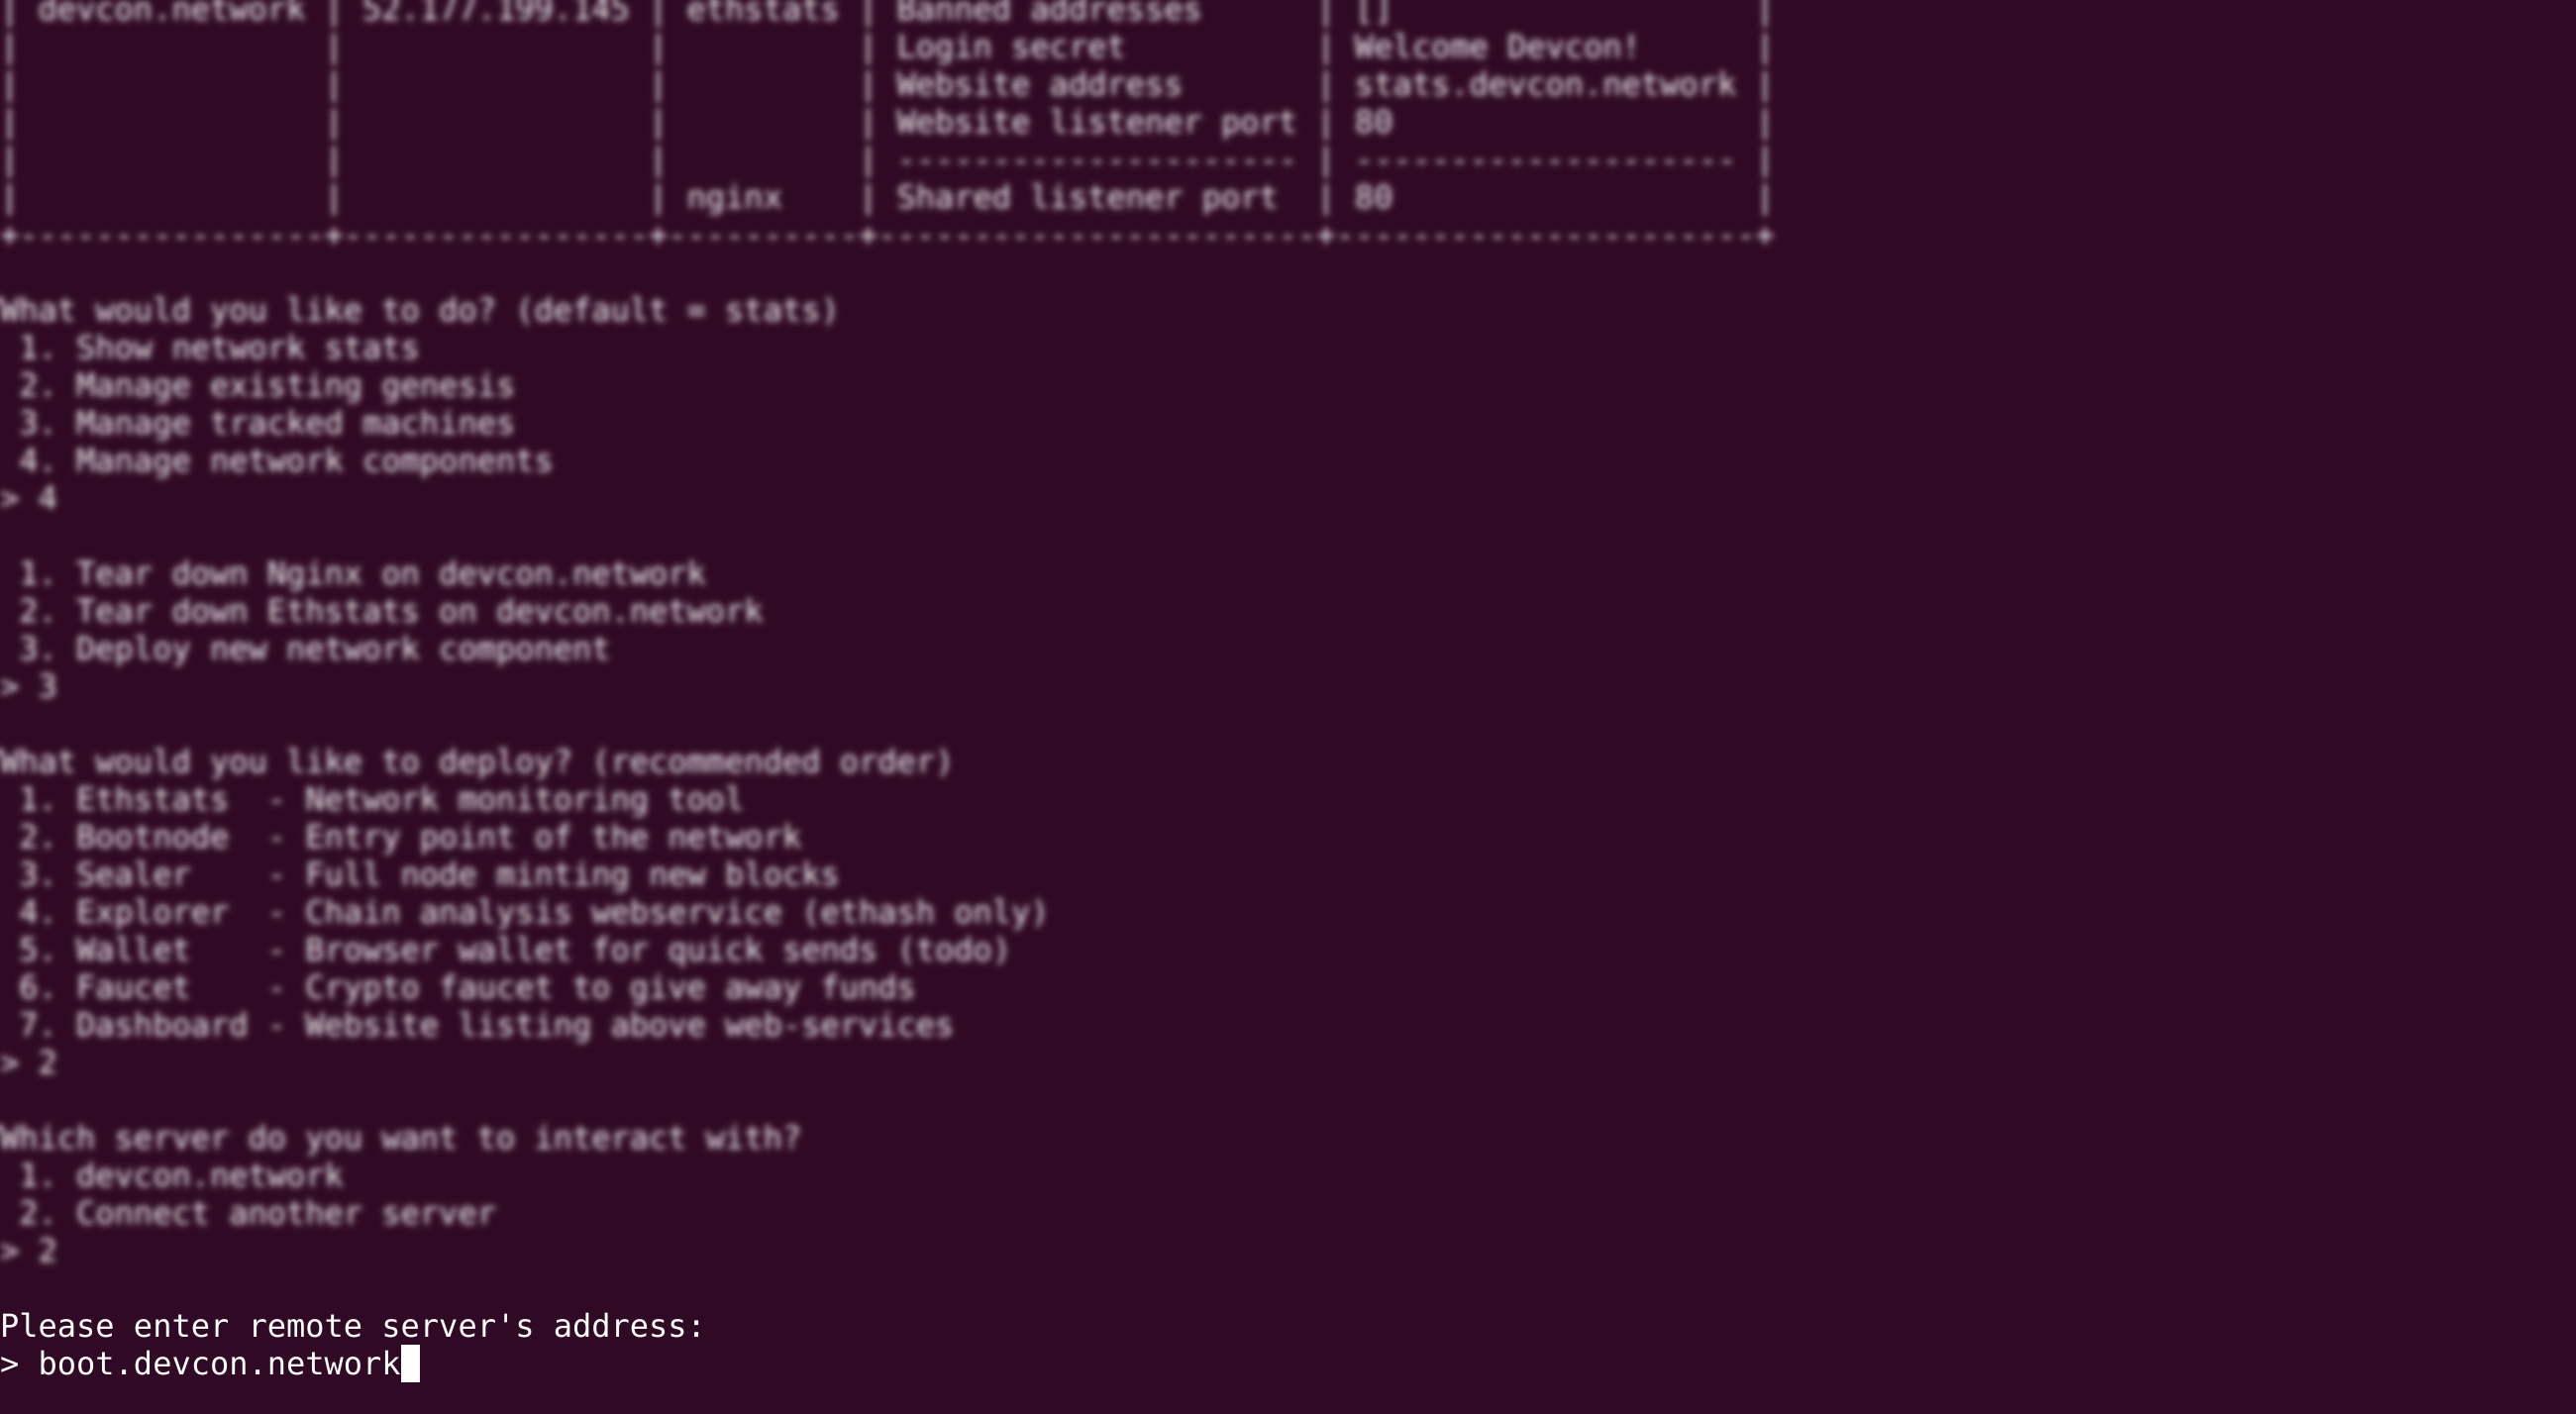 | devcon.network | 52.177.199.145 | ethstats | Banned addresses | [] |
| | | | Login secret | Welcome Devcon! |
| | | | Website address | stats.devcon.network |
| | | | Website listener port | 80 |
| | | | --------------------- | -------------------- |
| | | nginx | Shared listener port | 80 |
+----------------+----------------+----------+-----------------------+----------------------+
What would you like to do? (default = stats)
1. Show network stats
2. Manage existing genesis
3. Manage tracked machines
4. Manage network components
> 4
1. Tear down Nginx on devcon.network
2. Tear down Ethstats on devcon.network
3. Deploy new network component
> 3
What would you like to deploy? (recommended order)
1. Ethstats - Network monitoring tool
2. Bootnode - Entry point of the network
3. Sealer - Full node minting new blocks
4. Explorer - Chain analysis webservice (ethash only)
5. Wallet - Browser wallet for quick sends (todo)
6. Faucet - Crypto faucet to give away funds
7. Dashboard - Website listing above web-services
> 2
Which server do you want to interact with?
1. devcon.network
2. Connect another server
> 2
Please enter remote server's address:
> boot.devcon.network